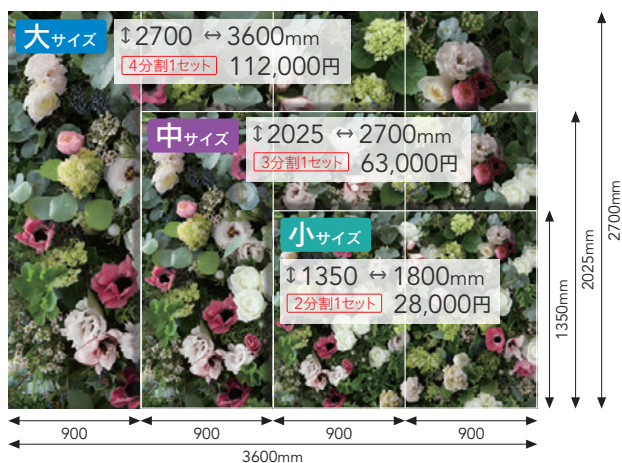 大サイズ
↕2700 ↔3600mm
4分割1セット 112,000円
中サイズ
↕2025 ↔2700mm
3分割1セット 63,000円
小サイズ
↕1350 ↔1800mm
2分割1セット 28,000円
1350mm
2025mm
2700mm
900 900 900 900
3600mm